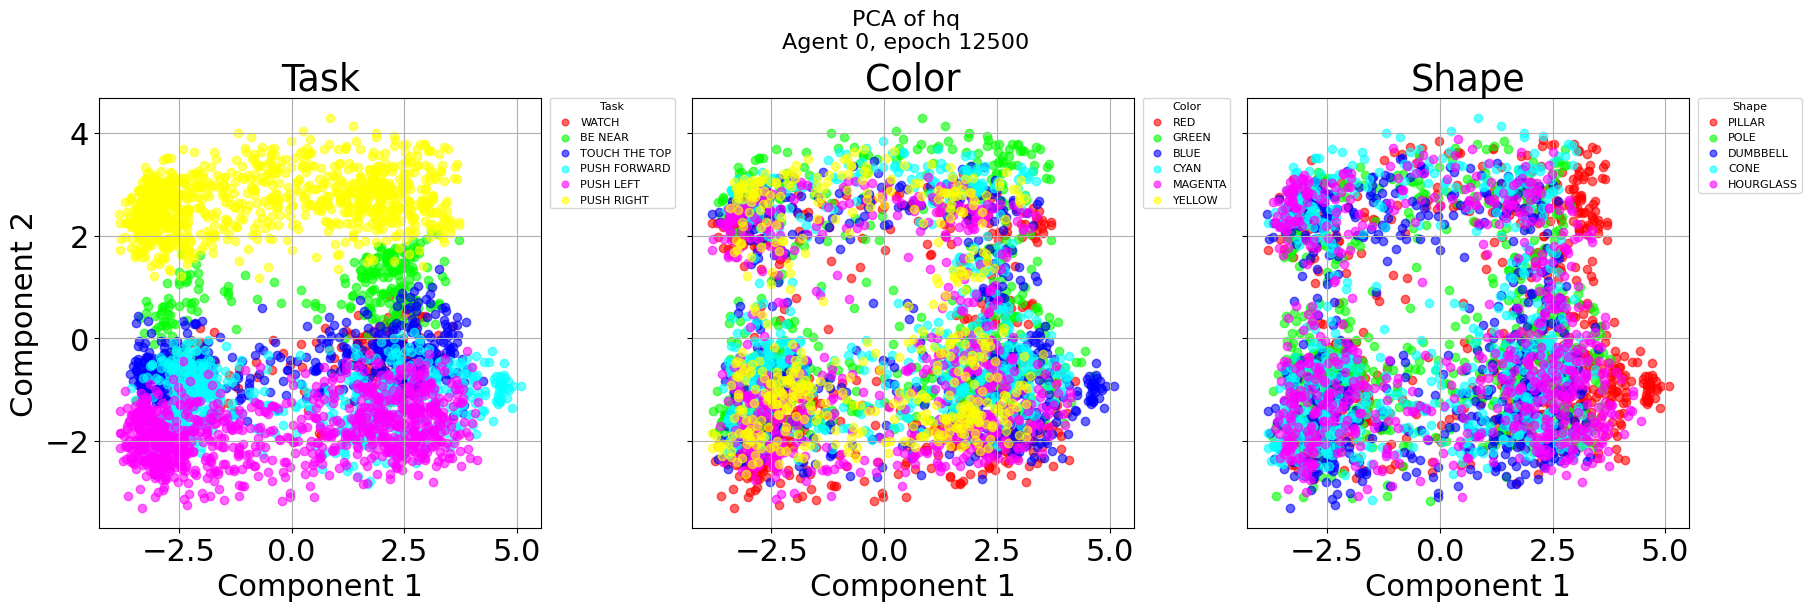 PCA of hq
Agent 0, epoch 12500
Task
Color
Shape
Task
WATCH
BE NEAR
TOUCH THE TOP
PUSH FORWARD
PUSH LEFT
PUSH RIGHT
Color
RED
GREEN
BLUE
CYAN
MAGENTA
YELLOW
Shape
PILLAR
POLE
DUMBBELL
CONE
HOURGLASS
Component 2
4
2
0
−2
−2.5 0.0 2.5 5.0
−2.5 0.0 2.5 5.0
−2.5 0.0 2.5 5.0
Component 1
Component 1
Component 1